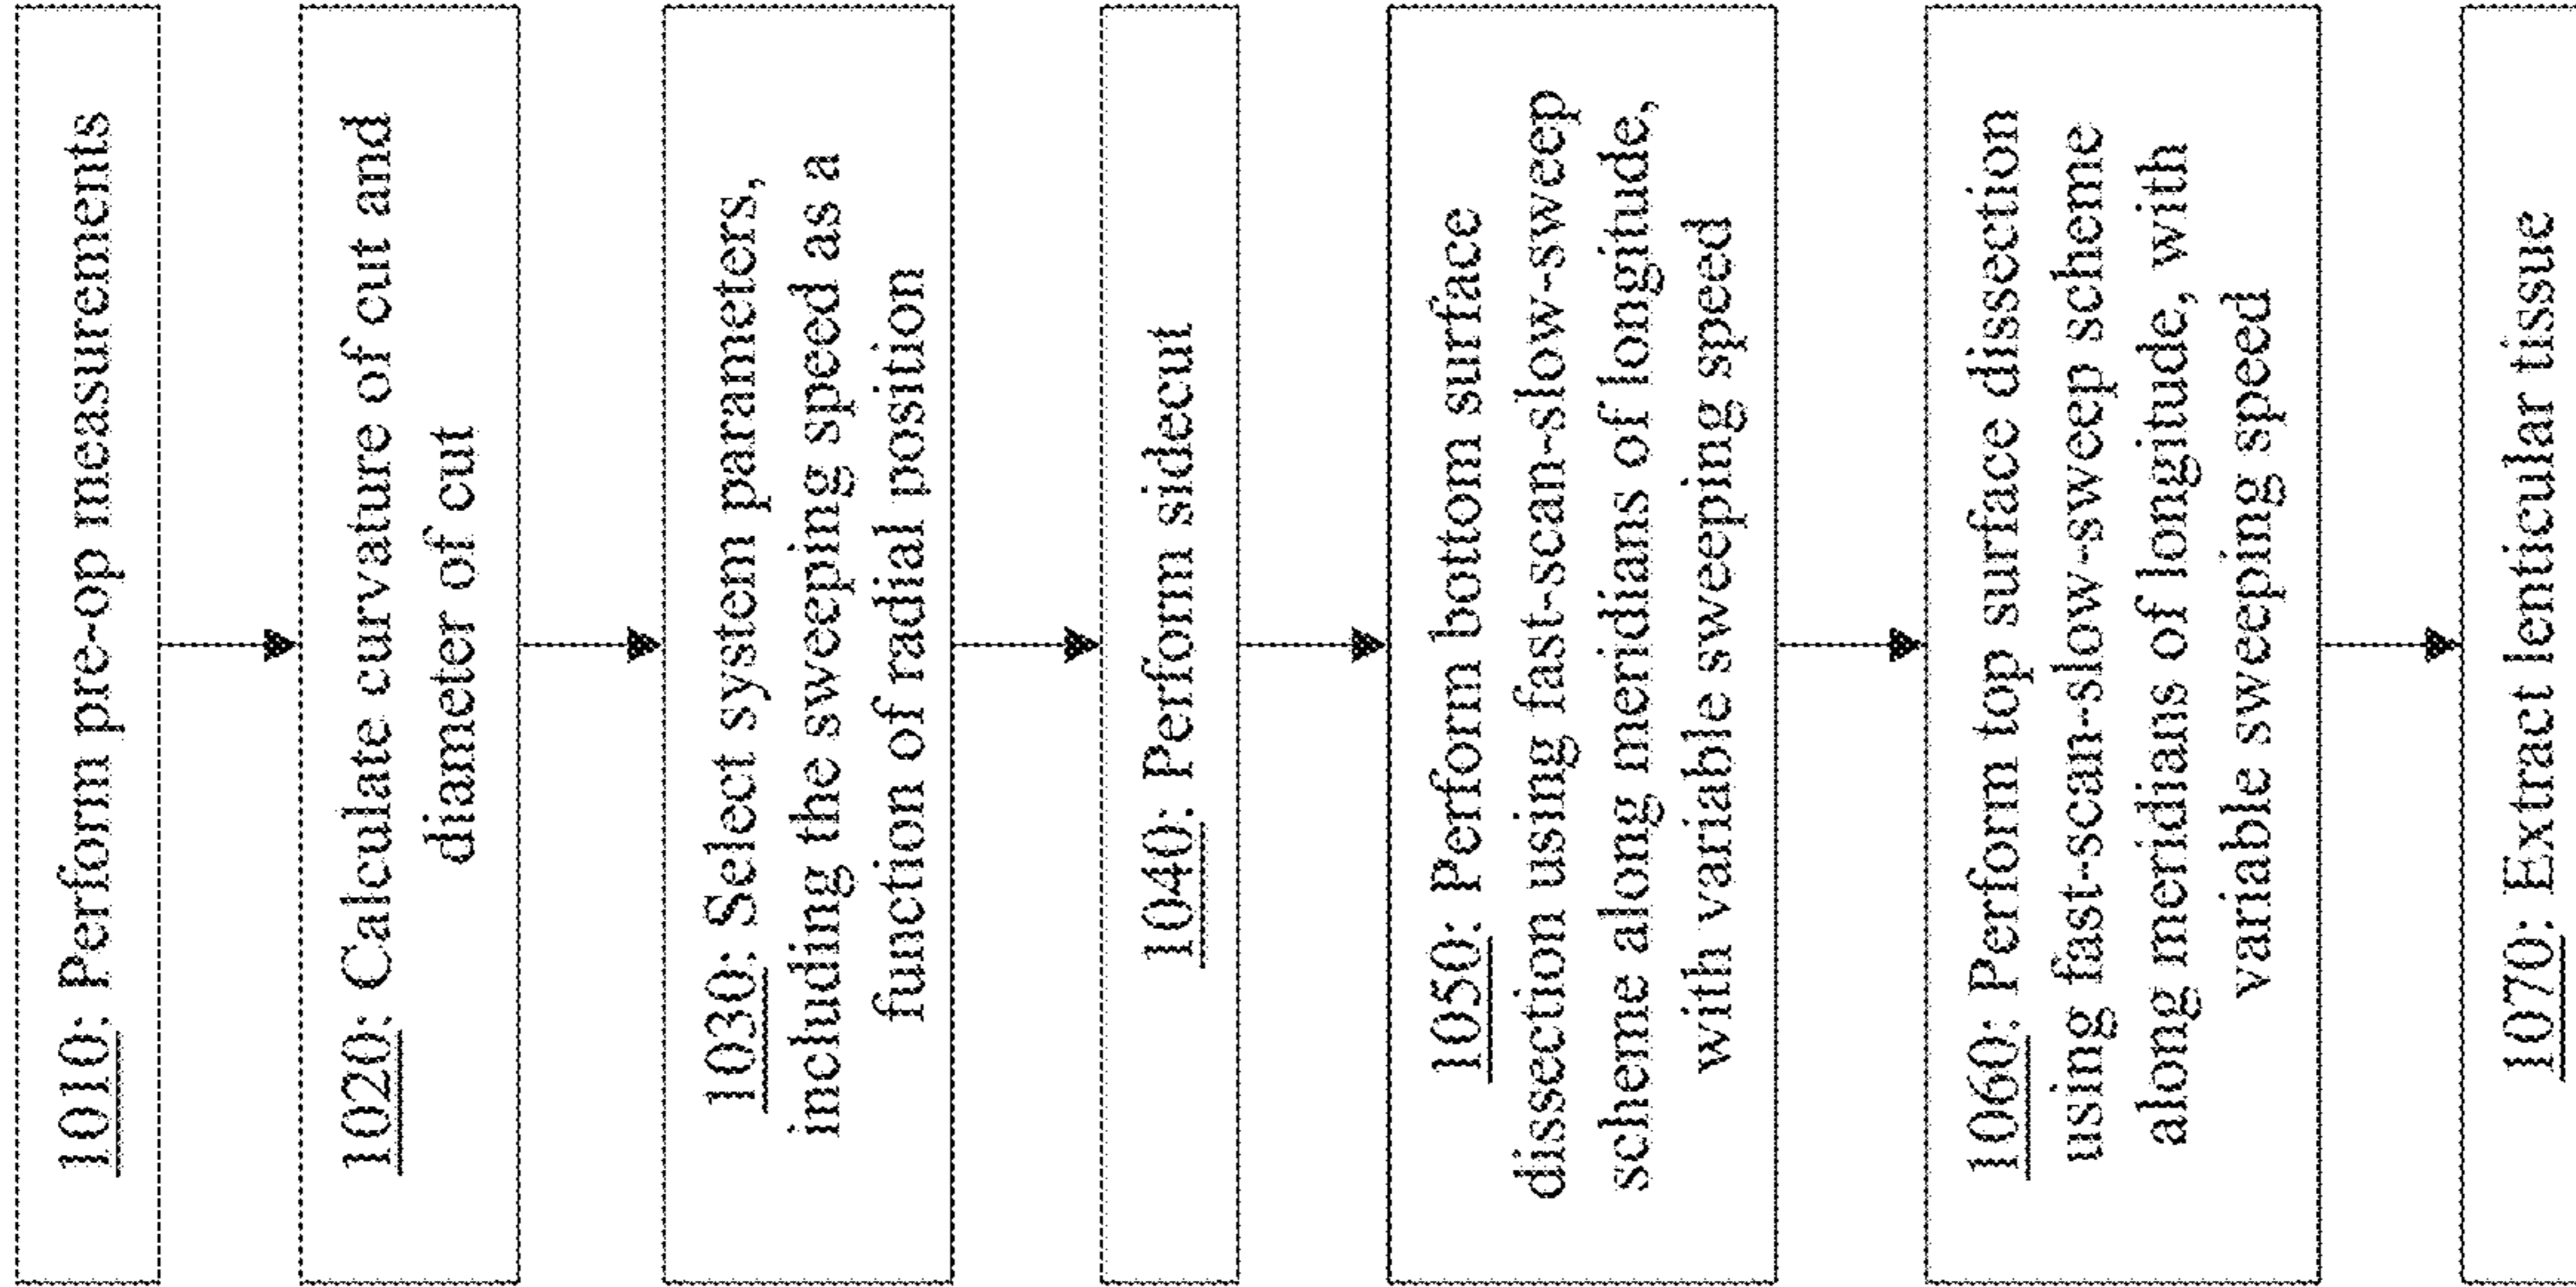 1010: Perform pre-op measurements
1020: Calculate curvature of cut and
diameter of cut
1030: Select system parameters,
including the sweeping speed as a
function of radial position
1040: Perform sidecut
1050: Perform bottom surface
dissection using fast-scan-slow-sweep
scheme along meridians of longitude,
with variable sweeping speed
1060: Perform top surface dissection
using fast-scan-slow-sweep scheme
along meridians of longitude, with
variable sweeping speed
1070: Extract lenticular tissue